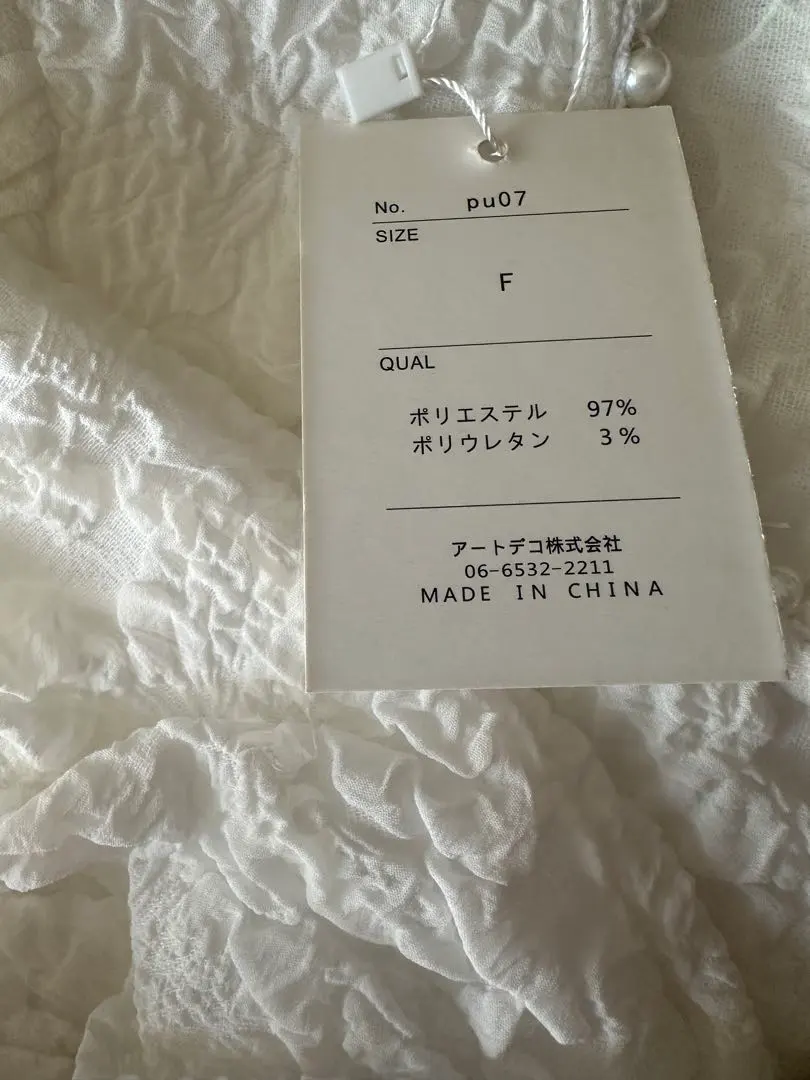 No. pu07
SIZE
F
QUAL
ポリエステル 97%
ポリウレタン 3%
アートデコ株式会社
06-6532-2211
MADE IN CHINA